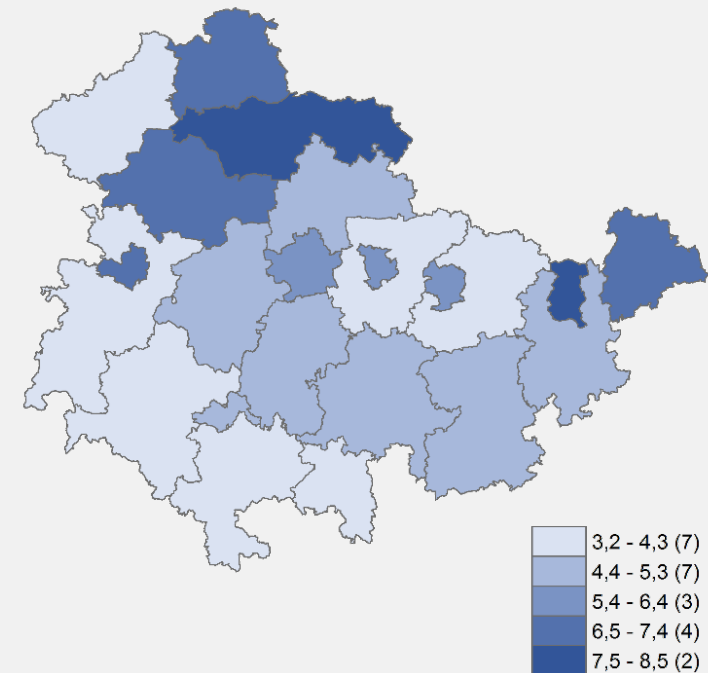 3,2 - 4,3 (7)
4,4 - 5,3 (7)
5,4 - 6,4 (3)
6,5 - 7,4 (4)
7,5 - 8,5 (2)